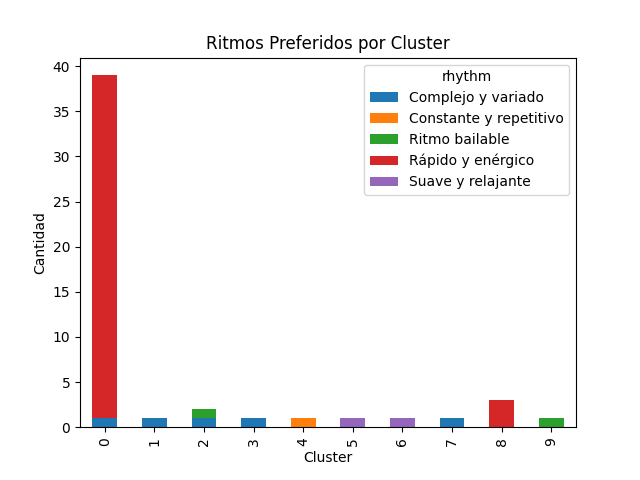 Ritmos Preferidos por Cluster
rhythm
Complejo y variado
Constante y repetitivo
Ritmo bailable
Rápido y enérgico
Suave y relajante
Cantidad
40
35
30
25
20
15
10
5
0
0 1 2 3 4 5 6 7 8 9
Cluster